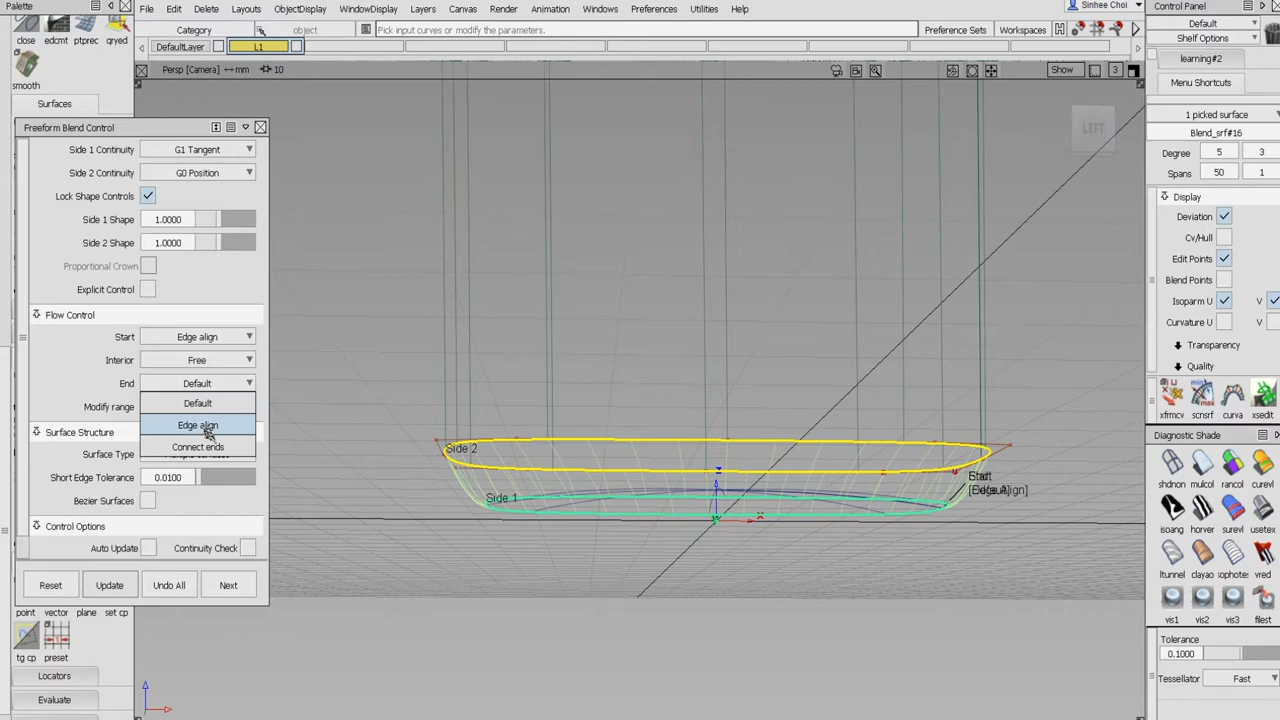 Palette
File Edit Delete Layouts ObjectDisplay WindowDisplay Layers Canvas Render Animation Windows Preferences Utilities Help
Sinhee Choi
Control Panel
Default
Category
object
Pick input curves or modify the parameters.
Preference Sets
Workspaces
Shelf Options
DefaultLayer
L1
close edcmt ptprec qryed
smooth
Surfaces
Persp [Camera] mm 10
Show
3
learning#2
Menu Shortcuts
1 picked surface
Blend_srf#16
Degree 5 3
Spans 50 1
Display
Deviation
Cv/Hull
Edit Points
Blend Points
Isoparm U V
Curvature U V
Transparency
Quality
xfrmcv scnsrf curva xsedit
Diagnostic Shade
shdnon mulcol rancol curevl
isoang horver surevl usetex
ltunnel clayao sophotes vred
vis1 vis2 vis3 filest
Tolerance
0.1000
Tessellator Fast
Freeform Blend Control
Side 1 Continuity G1 Tangent
Side 2 Continuity G0 Position
Lock Shape Controls
Side 1 Shape 1.0000
Side 2 Shape 1.0000
Proportional Crown
Explicit Control
Flow Control
Start Edge align
Interior Free
End Default
Default
Modify range
Edge align
Surface Structure
Connect ends
Surface Type
Short Edge Tolerance 0.0100
Bezier Surfaces
Control Options
Auto Update Continuity Check
Reset Update Undo All Next
point vector plane set cp
tg cp preset
Locators
Evaluate
LEFT
Side 2
Side 1
Z
X